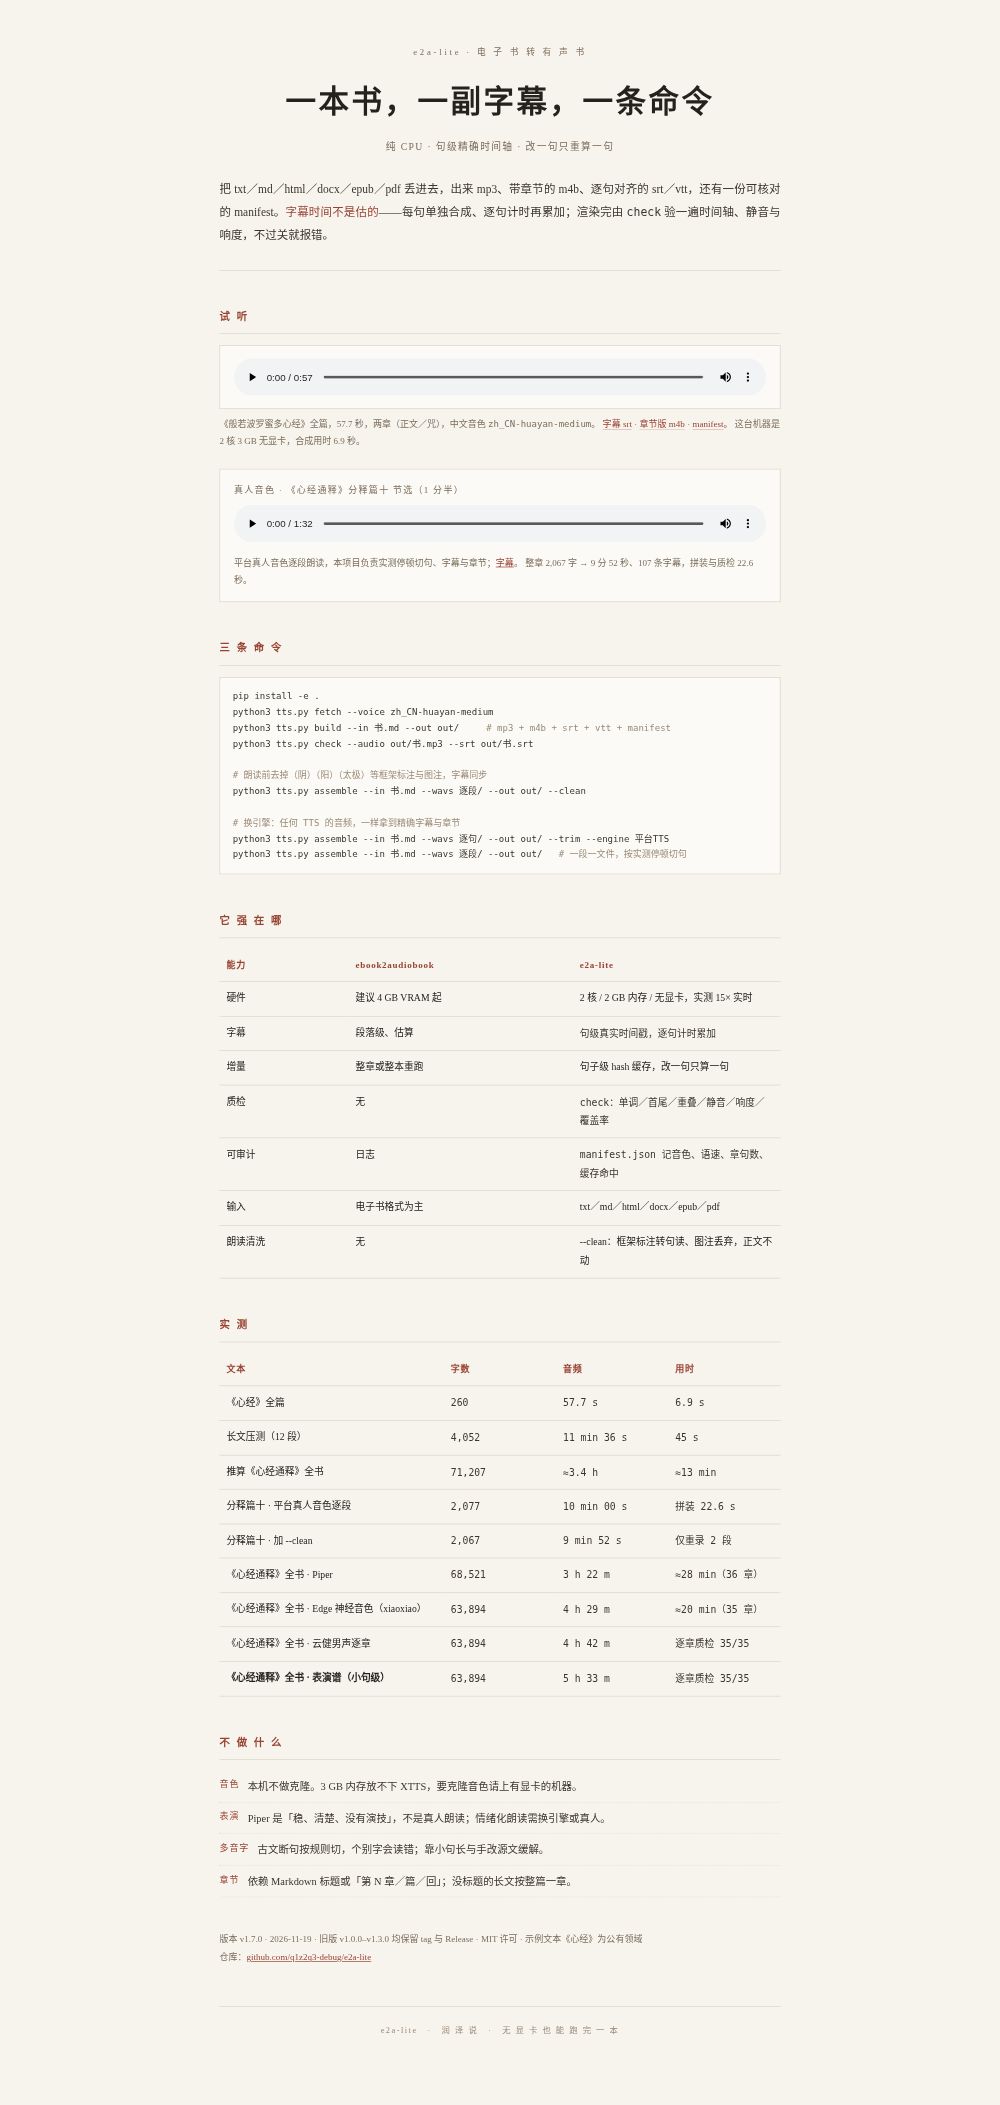 e2a-lite · 电子书转有声书
一本书，一副字幕，一条命令
纯 CPU · 句级精确时间轴 · 改一句只重算一句
把 txt／md／html／docx／epub／pdf 丢进去，出来 mp3、带章节的 m4b、逐句对齐的 srt／vtt，还有一份可核对
的 manifest。字幕时间不是估的——每句单独合成、逐句计时再累加；渲染完由 check 验一遍时间轴、静音与
响度，不过关就报错。
试听
0:00 / 0:57
《般若波罗蜜多心经》全篇，57.7 秒，两章（正文／咒），中文音色 zh_CN-huayan-medium。 字幕 srt · 章节版 m4b · manifest。 这台机器是
2 核 3 GB 无显卡，合成用时 6.9 秒。
真人音色 · 《心经通释》分释篇十 节选（1 分半）
0:00 / 1:32
平台真人音色逐段朗读，本项目负责实测停顿切句、字幕与章节；字幕。 整章 2,067 字 → 9 分 52 秒、107 条字幕，拼装与质检 22.6
秒。
三条命令
pip install -e .
python3 tts.py fetch --voice zh_CN-huayan-medium
python3 tts.py build --in 书.md --out out/ # mp3 + m4b + srt + vtt + manifest
python3 tts.py check --audio out/书.mp3 --srt out/书.srt
# 朗读前去掉（阴）（阳）（太极）等框架标注与图注，字幕同步
python3 tts.py assemble --in 书.md --wavs 逐段/ --out out/ --clean
# 换引擎：任何 TTS 的音频，一样拿到精确字幕与章节
python3 tts.py assemble --in 书.md --wavs 逐句/ --out out/ --trim --engine 平台TTS
python3 tts.py assemble --in 书.md --wavs 逐段/ --out out/ # 一段一文件，按实测停顿切句
它强在哪
能力 ebook2audiobook e2a-lite
硬件 建议 4 GB VRAM 起 2 核 / 2 GB 内存 / 无显卡，实测 15× 实时
字幕 段落级、估算 句级真实时间戳，逐句计时累加
增量 整章或整本重跑 句子级 hash 缓存，改一句只算一句
质检 无 check：单调／首尾／重叠／静音／响度／
覆盖率
可审计 日志 manifest.json 记音色、语速、章句数、
缓存命中
输入 电子书格式为主 txt／md／html／docx／epub／pdf
朗读清洗 无 --clean：框架标注转句读、图注丢弃，正文不
动
实测
文本 字数 音频 用时
《心经》全篇 260 57.7 s 6.9 s
长文压测（12 段） 4,052 11 min 36 s 45 s
推算《心经通释》全书 71,207 ≈3.4 h ≈13 min
分释篇十 · 平台真人音色逐段 2,077 10 min 00 s 拼装 22.6 s
分释篇十 · 加 --clean 2,067 9 min 52 s 仅重录 2 段
《心经通释》全书 · Piper 68,521 3 h 22 m ≈28 min（36 章）
《心经通释》全书 · Edge 神经音色（xiaoxiao） 63,894 4 h 29 m ≈20 min（35 章）
《心经通释》全书 · 云健男声逐章 63,894 4 h 42 m 逐章质检 35/35
《心经通释》全书 · 表演谱（小句级） 63,894 5 h 33 m 逐章质检 35/35
不做什么
音色 本机不做克隆。3 GB 内存放不下 XTTS，要克隆音色请上有显卡的机器。
表演 Piper 是「稳、清楚、没有演技」，不是真人朗读；情绪化朗读需换引擎或真人。
多音字 古文断句按规则切，个别字会读错；靠小句长与手改源文缓解。
章节 依赖 Markdown 标题或「第 N 章／篇／回」；没标题的长文按整篇一章。
版本 v1.7.0 · 2026-11-19 · 旧版 v1.0.0–v1.3.0 均保留 tag 与 Release · MIT 许可 · 示例文本《心经》为公有领域
仓库：github.com/q1z2q3-debug/e2a-lite
e2a-lite · 润泽说 · 无显卡也能跑完一本